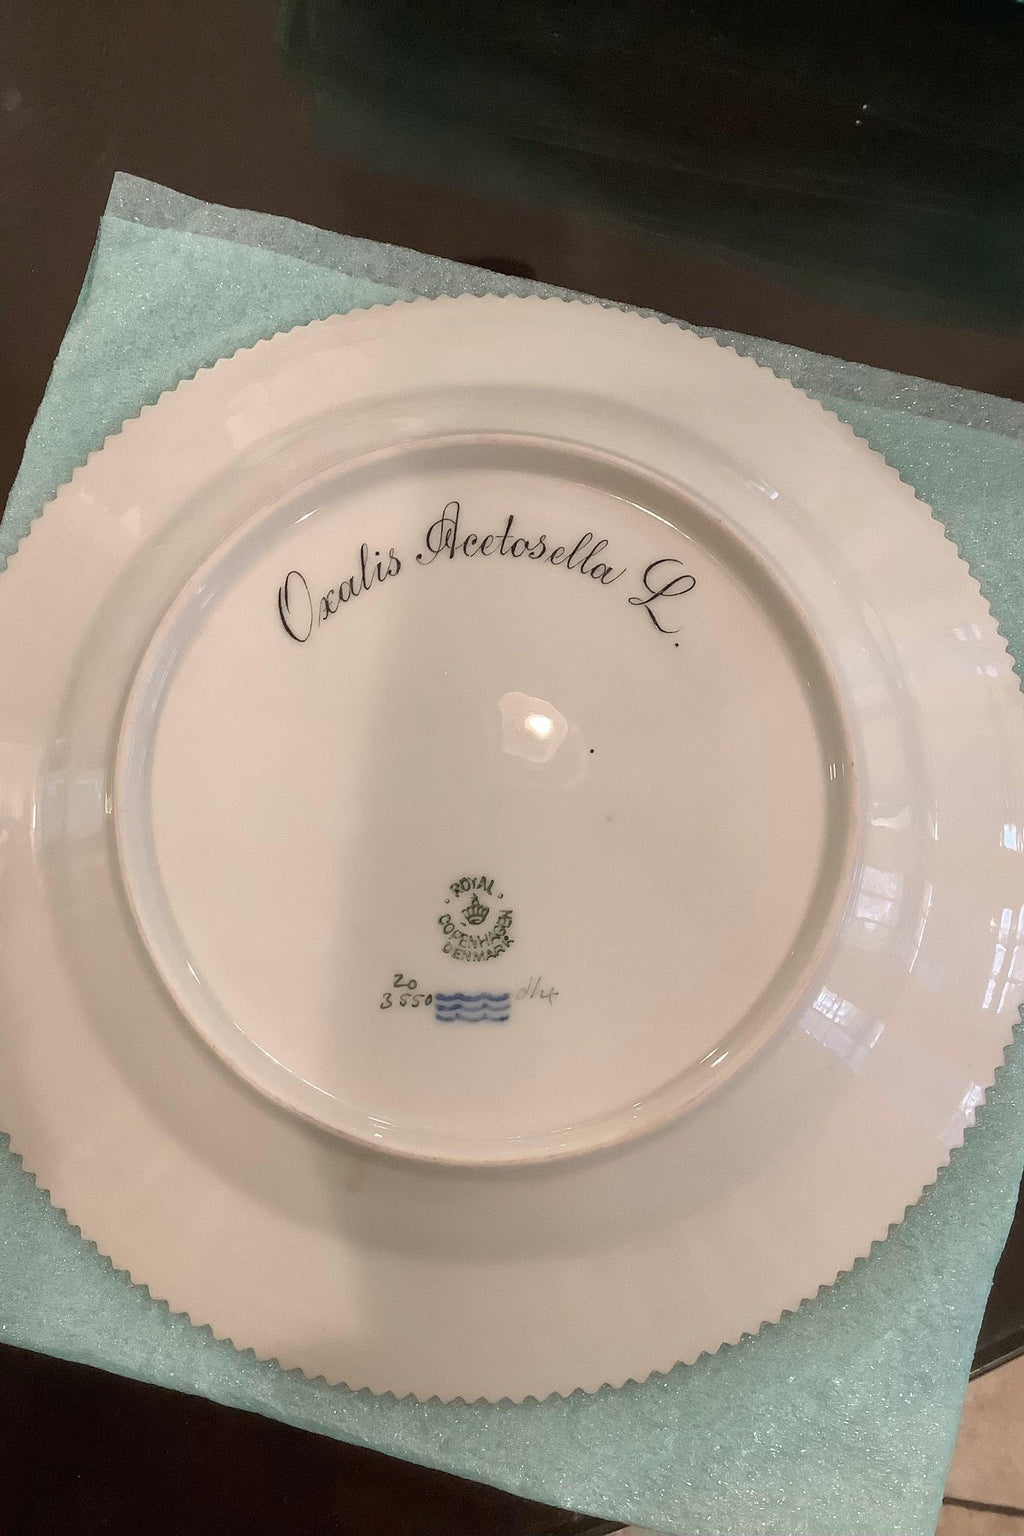 Oxalis Acetosella L.
ROYAL
COPENHAGEN
DENMARK
20
3550